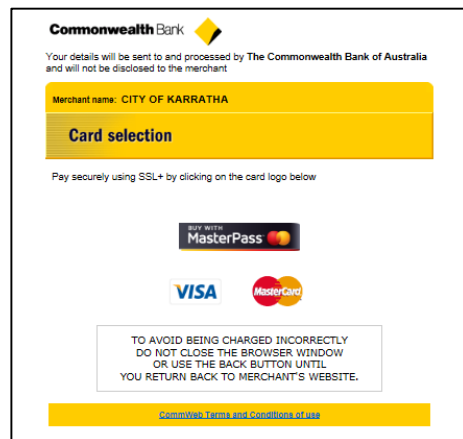 Commonwealth Bank
Your details will be sent to and processed by The Commonwealth Bank of Australia
and will not be disclosed to the merchant
Merchant name: CITY OF KARRATHA
Card selection
Pay securely using SSL+ by clicking on the card logo below
BUY WITH
MasterPass
VISA
MasterCard
TO AVOID BEING CHARGED INCORRECTLY
DO NOT CLOSE THE BROWSER WINDOW
OR USE THE BACK BUTTON UNTIL
YOU RETURN BACK TO MERCHANT'S WEBSITE.
CommWeb Terms and Conditions of use